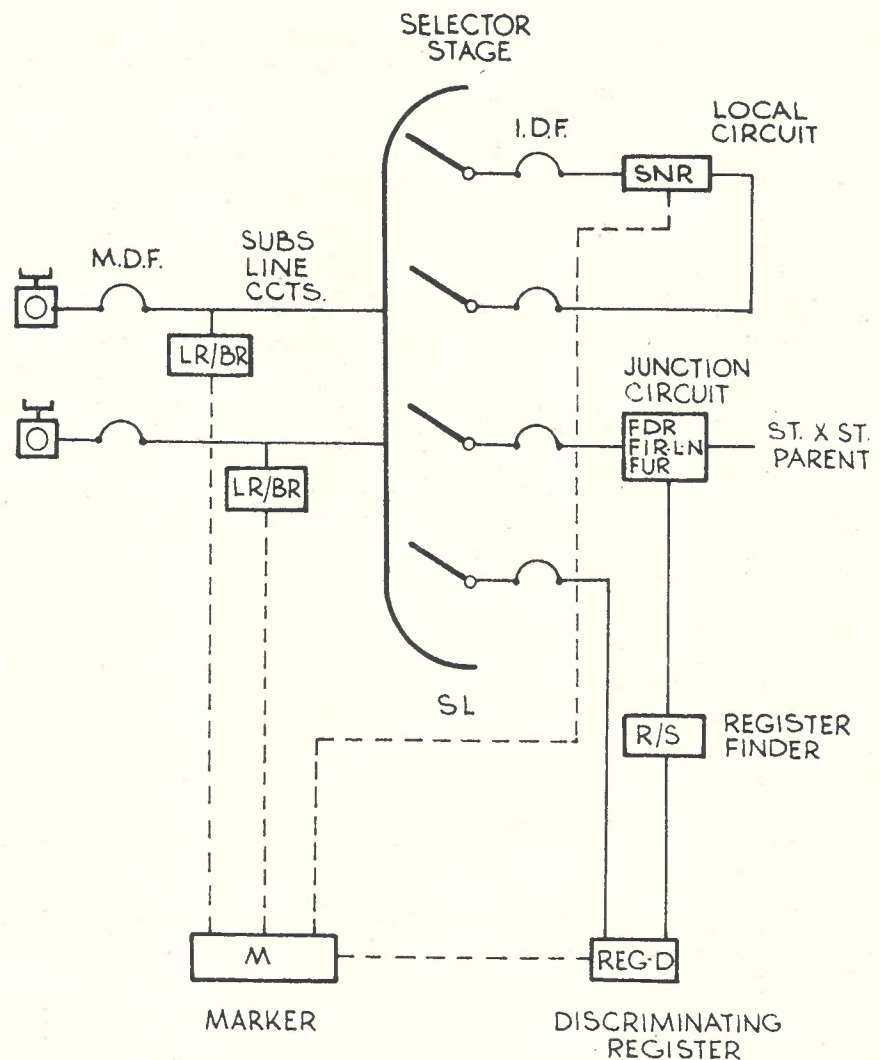 SELECTOR
STAGE
I.D.F.
LOCAL
CIRCUIT
SNR
M.D.F.
SUBS
LINE
CCTS.
LR/BR
JUNCTION
CIRCUIT
FDR
FIR-LN
FUR
ST. X ST.
PARENT
LR/BR
SL
R/S
REGISTER
FINDER
M
REG-D
MARKER
DISCRIMINATING
REGISTER